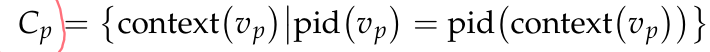 C_p = {context(v_p)|pid(v_p) = pid(context(v_p))}